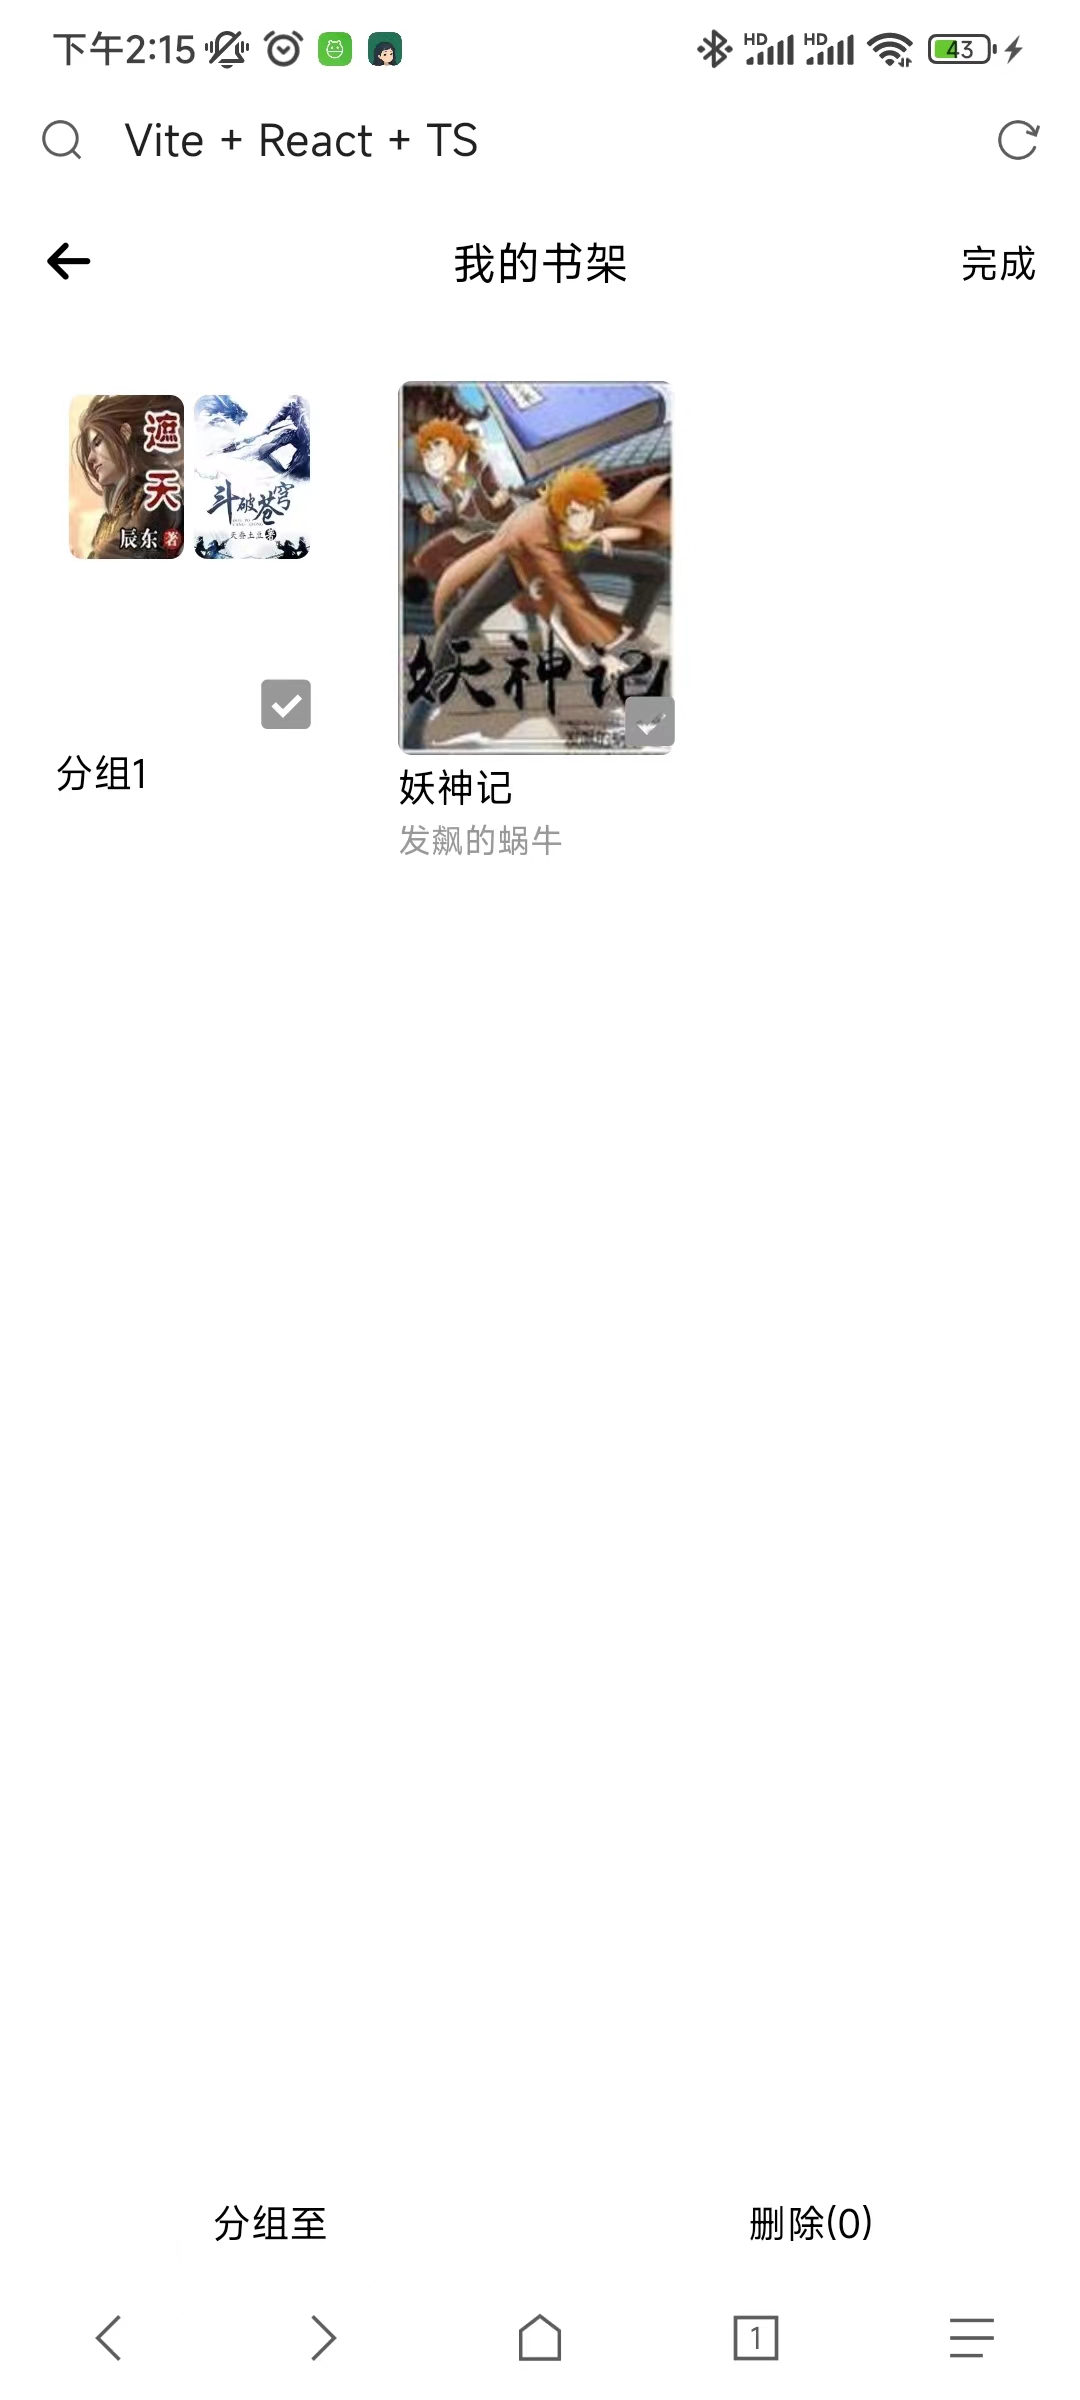 下午2:15
HD HD 43
Vite + React + TS
我的书架 完成
遮天
辰东 著
斗破苍穹
天蚕土豆 著
妖神记
分组1
妖神记
发飙的蜗牛
分组至 删除(0)
1